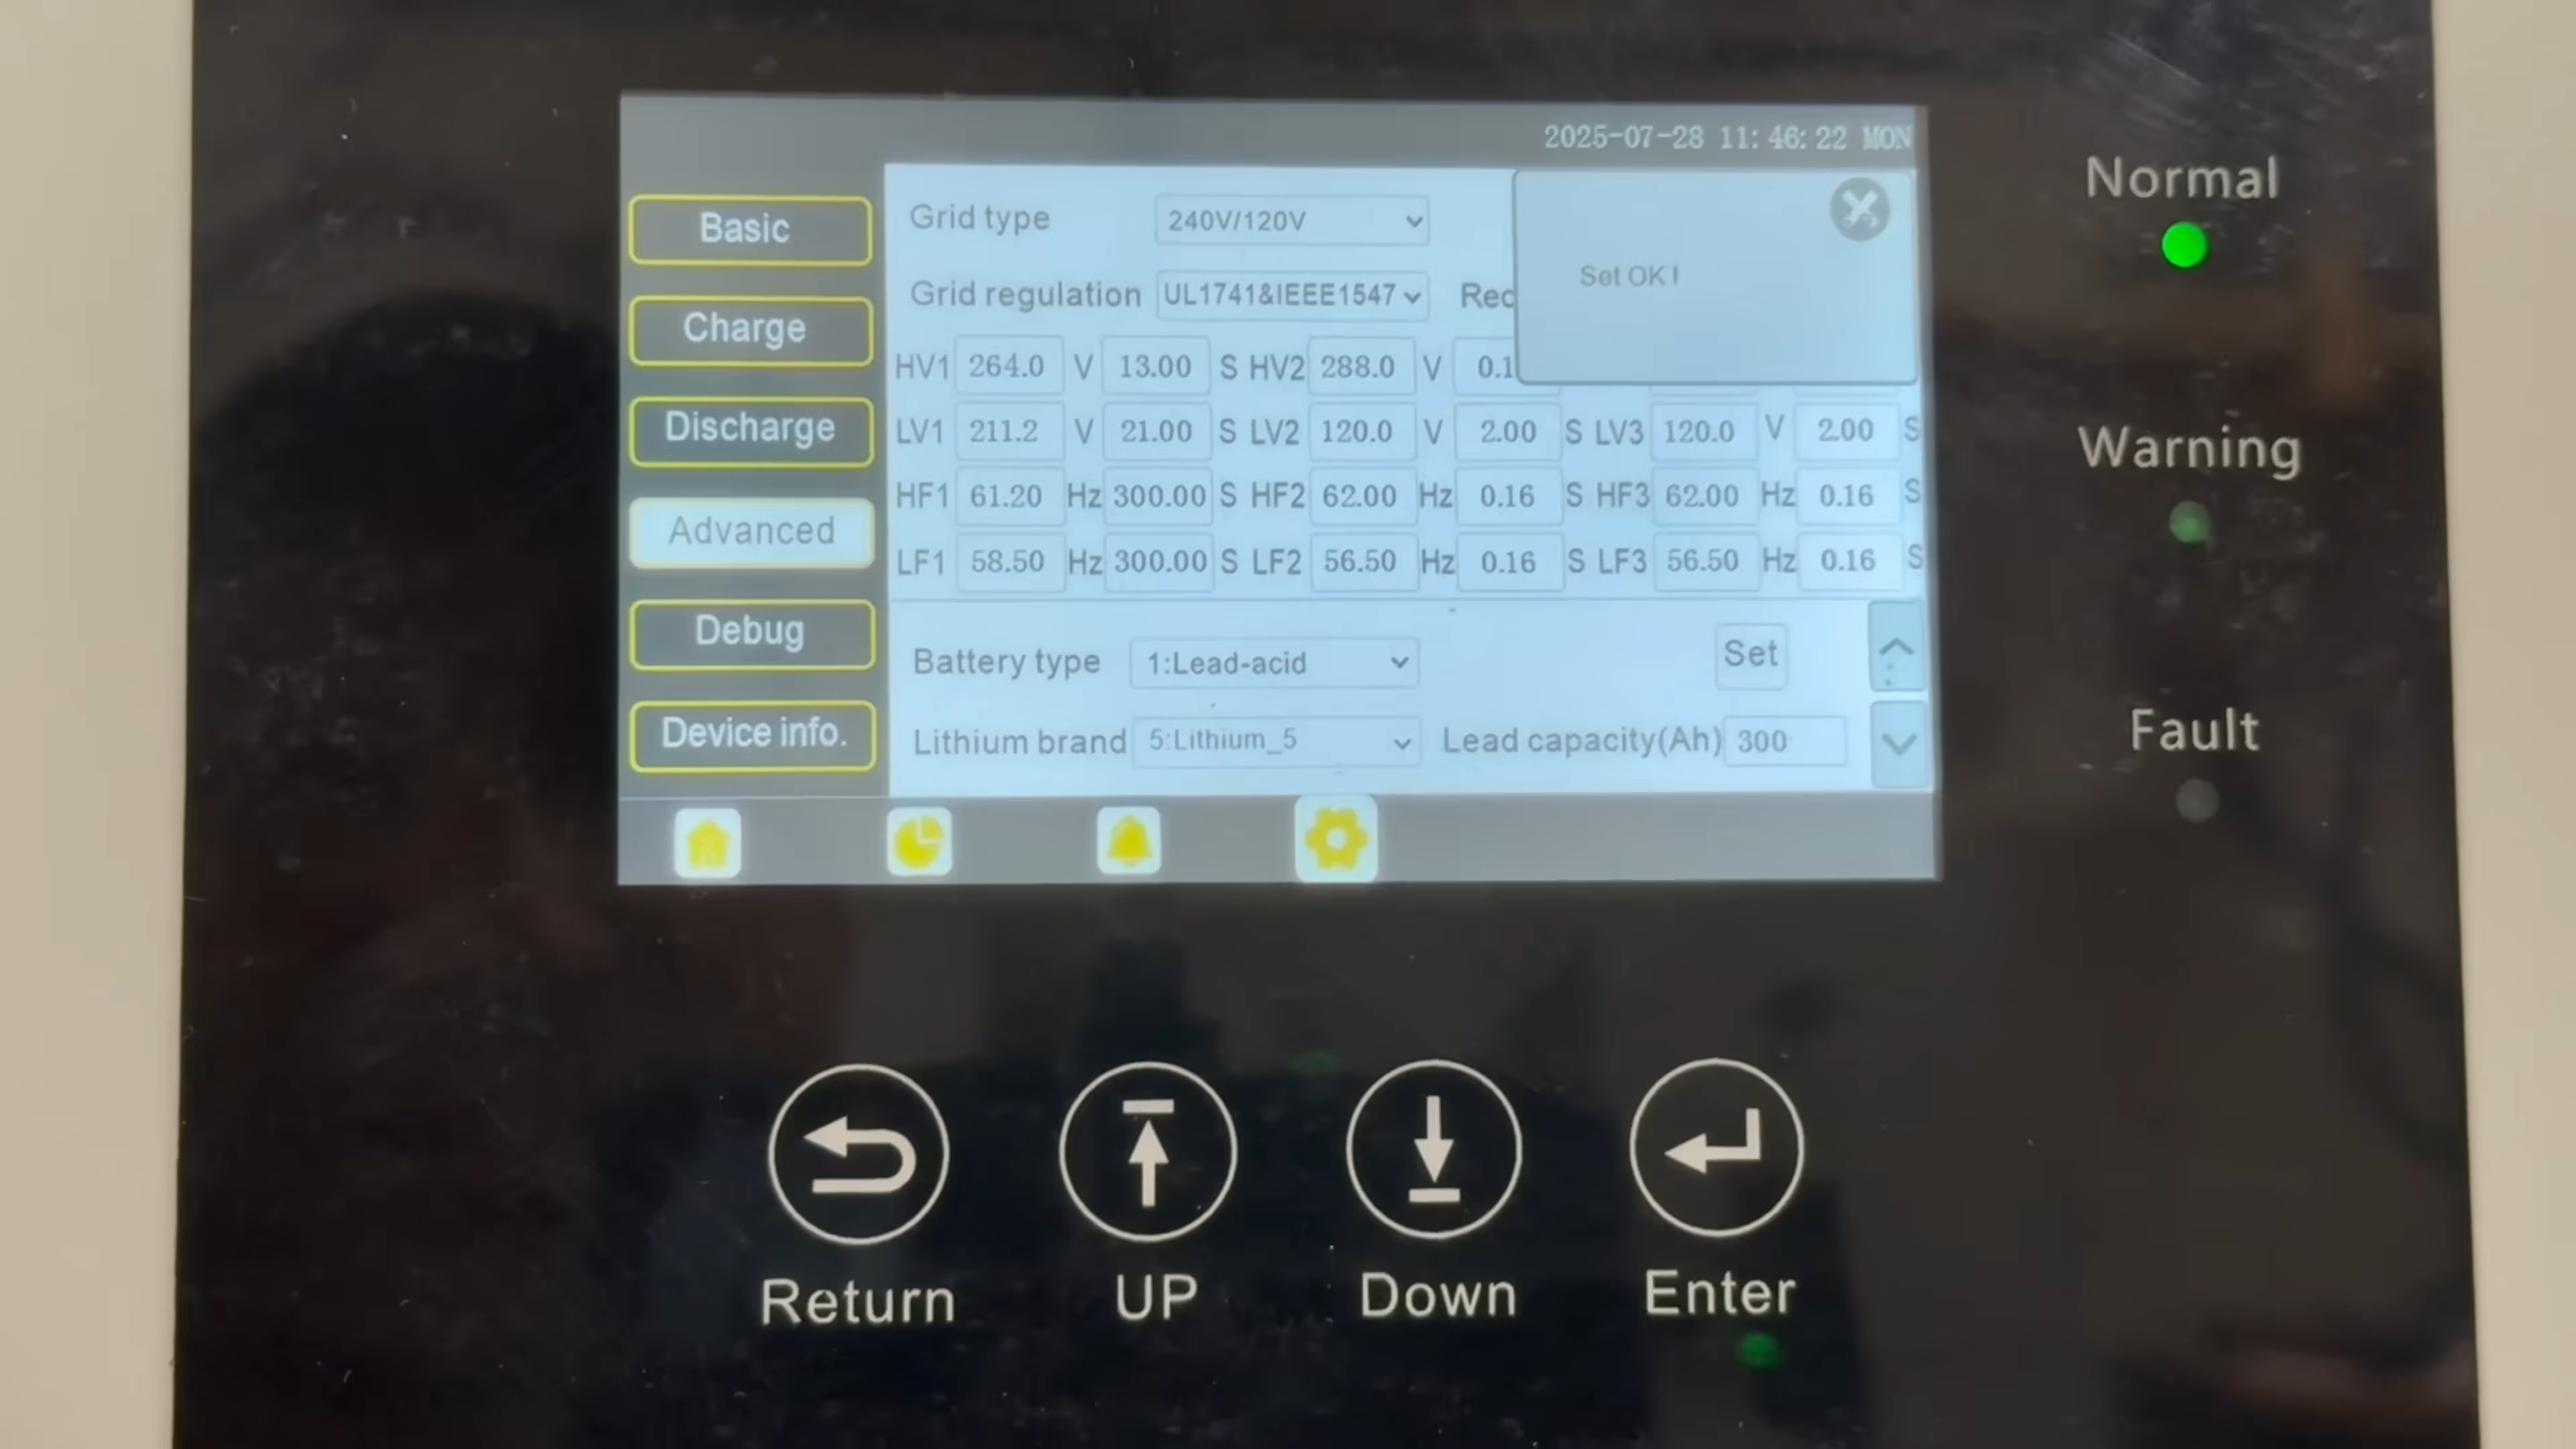 2025-07-28 11:46:22 MON
Normal
Basic
Grid type 240V/120V
Set OK!
Charge
Grid regulation UL1741&IEEE1547 Rec
HV1 264.0 V 13.00 S HV2 288.0 V 0.1
Discharge
LV1 211.2 V 21.00 S LV2 120.0 V 2.00 S LV3 120.0 V 2.00 S
Warning
Advanced
HF1 61.20 Hz 300.00 S HF2 62.00 Hz 0.16 S HF3 62.00 Hz 0.16 S
LF1 58.50 Hz 300.00 S LF2 56.50 Hz 0.16 S LF3 56.50 Hz 0.16 S
Debug
Battery type 1:Lead-acid Set
Device info.
Lithium brand 5:Lithium_5 Lead capacity(Ah) 300
Fault
Return UP Down Enter